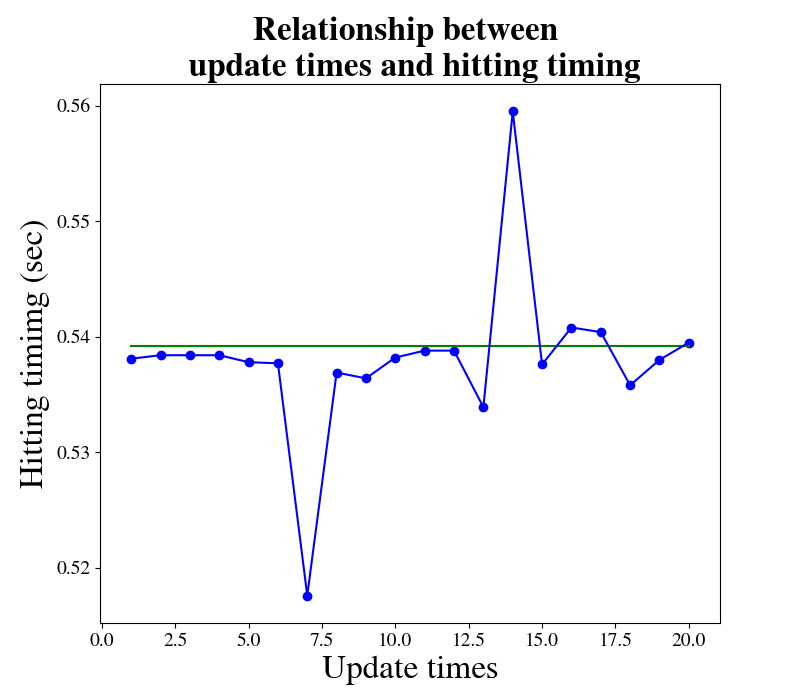 Relationship between
update times and hitting timing
0.56
0.55
0.54
0.53
0.52
Hitting timimg (sec)
0.0 2.5 5.0 7.5 10.0 12.5 15.0 17.5 20.0
Update times